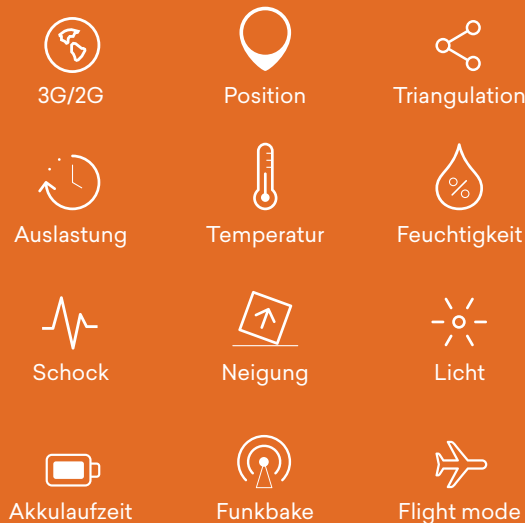 3G/2G
Position
Triangulation
Auslastung
Temperatur
Feuchtigkeit
%
Schock
Neigung
Licht
Akkulaufzeit
Funkbake
Flight mode